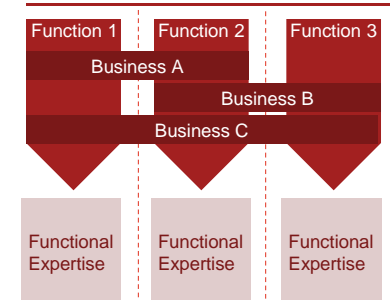 Function 1 Function 2 Function 3
Business A
Business B
Business C
Functional Functional Functional
Expertise Expertise Expertise